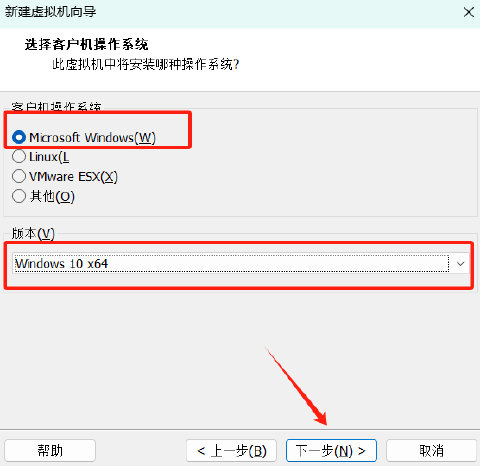 新建虚拟机向导
选择客户机操作系统
此虚拟机中将安装哪种操作系统?
客户机操作系统
Microsoft Windows(W)
Linux(L
VMware ESX(X)
其他(O)
版本(V)
Windows 10 x64
帮助
< 上一步(B)
下一步(N) >
取消